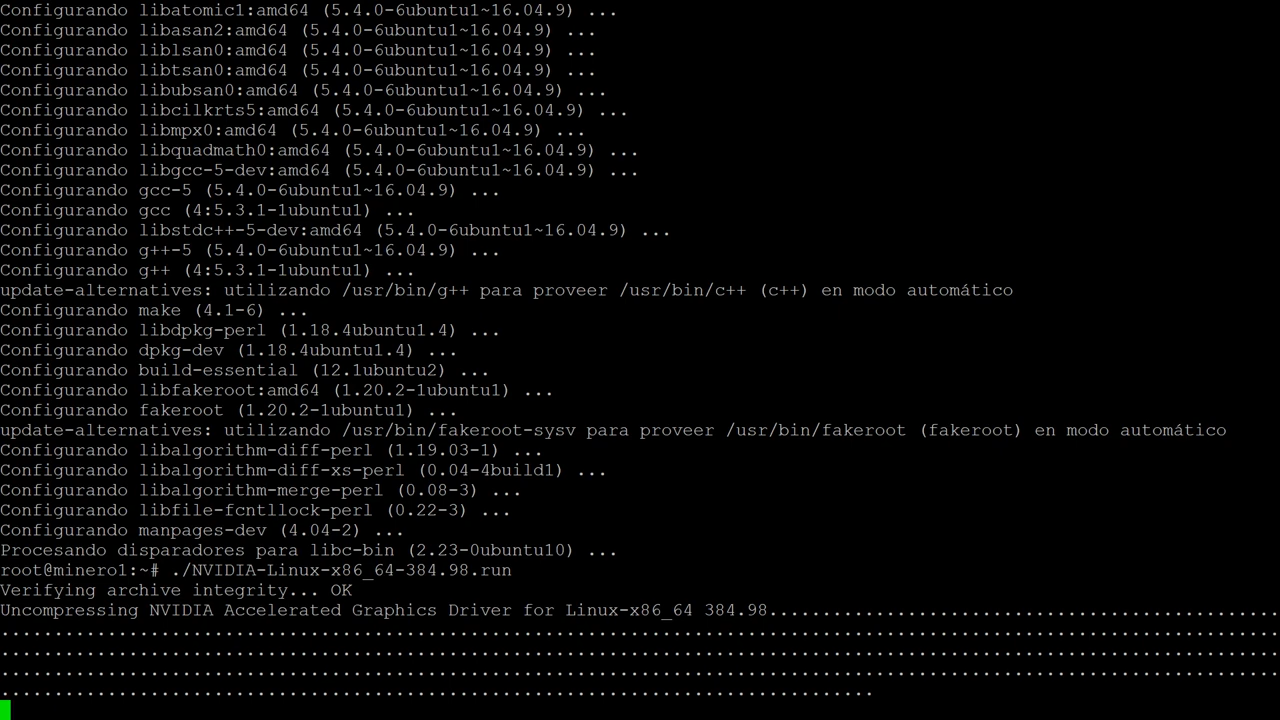 Configurando libatomic1:amd64 (5.4.0-6ubuntu1~16.04.9) ...
Configurando libasan2:amd64 (5.4.0-6ubuntu1~16.04.9) ...
Configurando liblsan0:amd64 (5.4.0-6ubuntu1~16.04.9) ...
Configurando libtsan0:amd64 (5.4.0-6ubuntu1~16.04.9) ...
Configurando libubsan0:amd64 (5.4.0-6ubuntu1~16.04.9) ...
Configurando libcilkrts5:amd64 (5.4.0-6ubuntu1~16.04.9) ...
Configurando libmpx0:amd64 (5.4.0-6ubuntu1~16.04.9) ...
Configurando libquadmath0:amd64 (5.4.0-6ubuntu1~16.04.9) ...
Configurando libgcc-5-dev:amd64 (5.4.0-6ubuntu1~16.04.9) ...
Configurando gcc-5 (5.4.0-6ubuntu1~16.04.9) ...
Configurando gcc (4:5.3.1-1ubuntu1) ...
Configurando libstdc++-5-dev:amd64 (5.4.0-6ubuntu1~16.04.9) ...
Configurando g++-5 (5.4.0-6ubuntu1~16.04.9) ...
Configurando g++ (4:5.3.1-1ubuntu1) ...
update-alternatives: utilizando /usr/bin/g++ para proveer /usr/bin/c++ (c++) en modo automático
Configurando make (4.1-6) ...
Configurando libdpkg-perl (1.18.4ubuntu1.4) ...
Configurando dpkg-dev (1.18.4ubuntu1.4) ...
Configurando build-essential (12.1ubuntu2) ...
Configurando libfakeroot:amd64 (1.20.2-1ubuntu1) ...
Configurando fakeroot (1.20.2-1ubuntu1) ...
update-alternatives: utilizando /usr/bin/fakeroot-sysv para proveer /usr/bin/fakeroot (fakeroot) en modo automático
Configurando libalgorithm-diff-perl (1.19.03-1) ...
Configurando libalgorithm-diff-xs-perl (0.04-4build1) ...
Configurando libalgorithm-merge-perl (0.08-3) ...
Configurando libfile-fcntllock-perl (0.22-3) ...
Configurando manpages-dev (4.04-2) ...
Procesando disparadores para libc-bin (2.23-0ubuntu10) ...
root@minero1:~# ./NVIDIA-Linux-x86_64-384.98.run
Verifying archive integrity... OK
Uncompressing NVIDIA Accelerated Graphics Driver for Linux-x86_64 384.98................................................
........................................................................................................................
........................................................................................................................
........................................................................................................................
..................................................................................